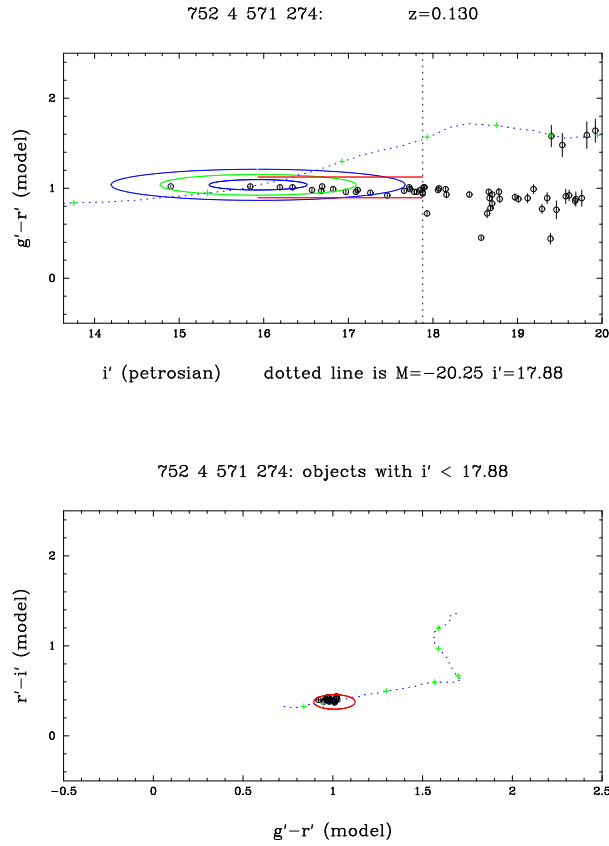 752 4 571 274: z=0.130
2
1
0
g′−r′ (model)
14 15 16 17 18 19 20
i′ (petrosian) dotted line is M=−20.25 i′=17.88
752 4 571 274: objects with i′ < 17.88
2
1
0
r′−i′ (model)
−0.5 0 0.5 1 1.5 2 2.5
g′−r′ (model)